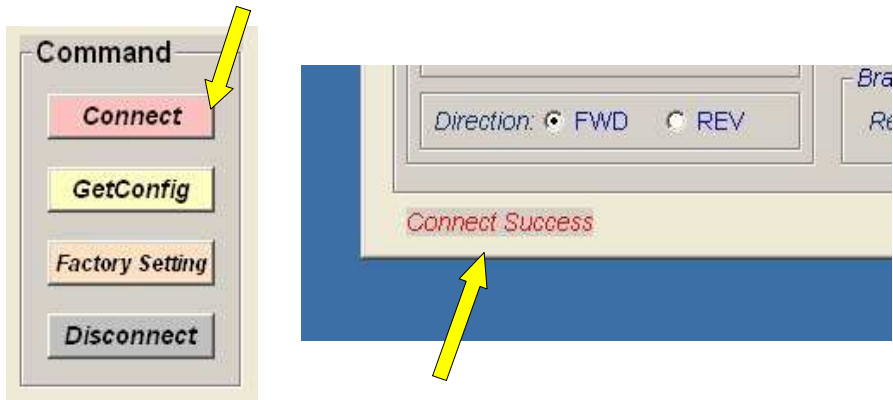 Command
Connect
GetConfig
Factory Setting
Disconnect
Direction: FWD REV
Connect Success